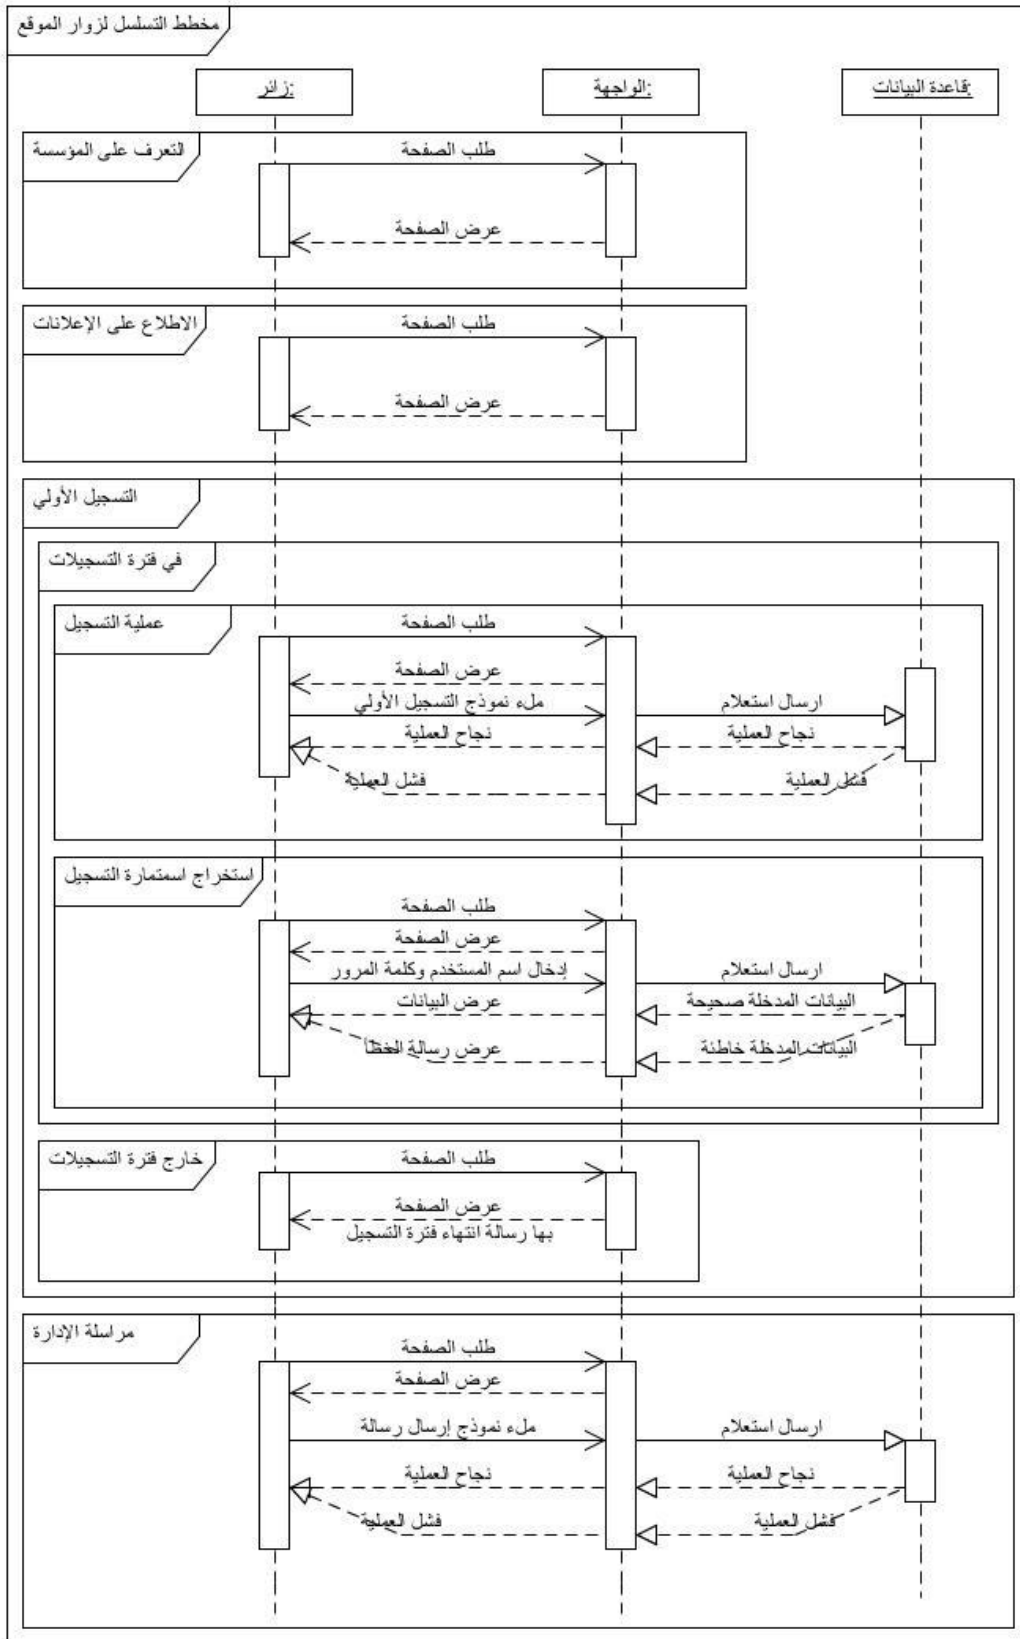 مخطط التسلسل لزوار الموقع
:زائر
:الواجهة
:قاعدة البيانات
التعرف على المؤسسة
طلب الصفحة
عرض الصفحة
الاطلاع على الإعلانات
طلب الصفحة
عرض الصفحة
التسجيل الأولي
في فترة التسجيلات
عملية التسجيل
طلب الصفحة
عرض الصفحة
ملء نموذج التسجيل الأولي
ارسال استعلام
نجاح العملية
نجاح العملية
فشل العملية
فشل العملية
استخراج استمارة التسجيل
طلب الصفحة
عرض الصفحة
إدخال اسم المستخدم وكلمة المرور
ارسال استعلام
عرض البيانات
البيانات المدخلة صحيحة
عرض رسالة الخطأ
البيانات المدخلة خاطئة
خارج فترة التسجيلات
طلب الصفحة
عرض الصفحة
بها رسالة انتهاء فترة التسجيل
مراسلة الإدارة
طلب الصفحة
عرض الصفحة
ملء نموذج إرسال رسالة
ارسال استعلام
نجاح العملية
نجاح العملية
فشل العملية
فشل العملية